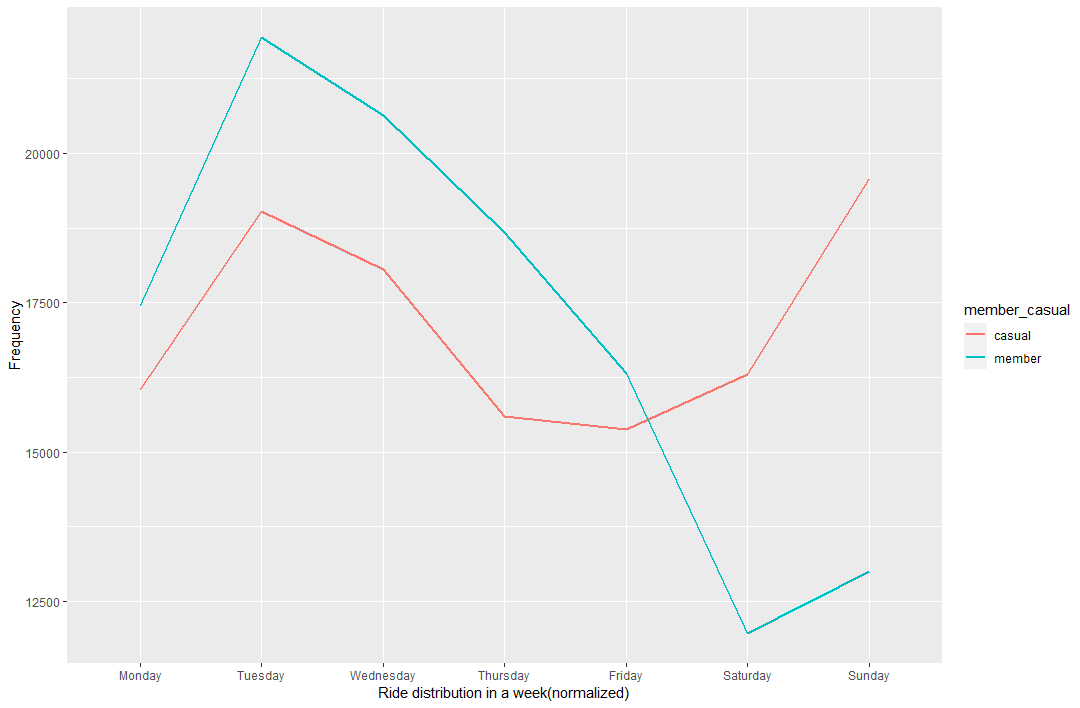 Frequency
20000
17500
15000
12500
Monday Tuesday Wednesday Thursday Friday Saturday Sunday
Ride distribution in a week(normalized)
member_casual
casual
member